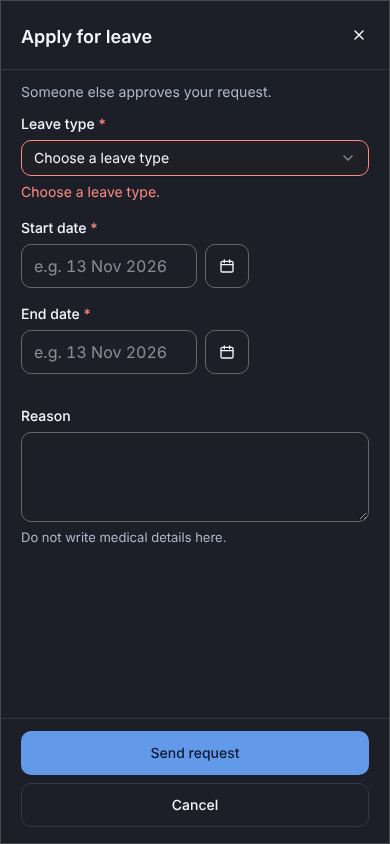 Apply for leave
Someone else approves your request.
Leave type *
Choose a leave type
Choose a leave type.
Start date *
e.g. 13 Nov 2026
End date *
e.g. 13 Nov 2026
Reason
Do not write medical details here.
Send request
Cancel